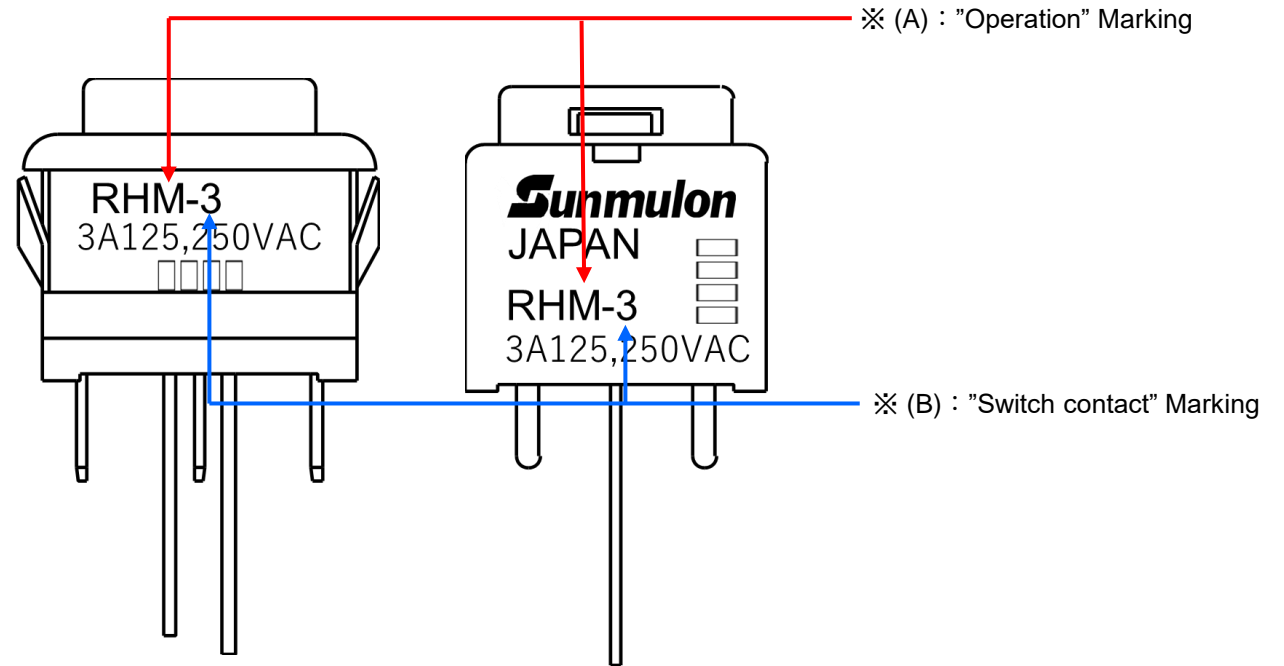 ※ (A)：”Operation” Marking
RHM-3
3A125,250VAC
Sunmulon
JAPAN
RHM-3
3A125,250VAC
※ (B)：”Switch contact” Marking